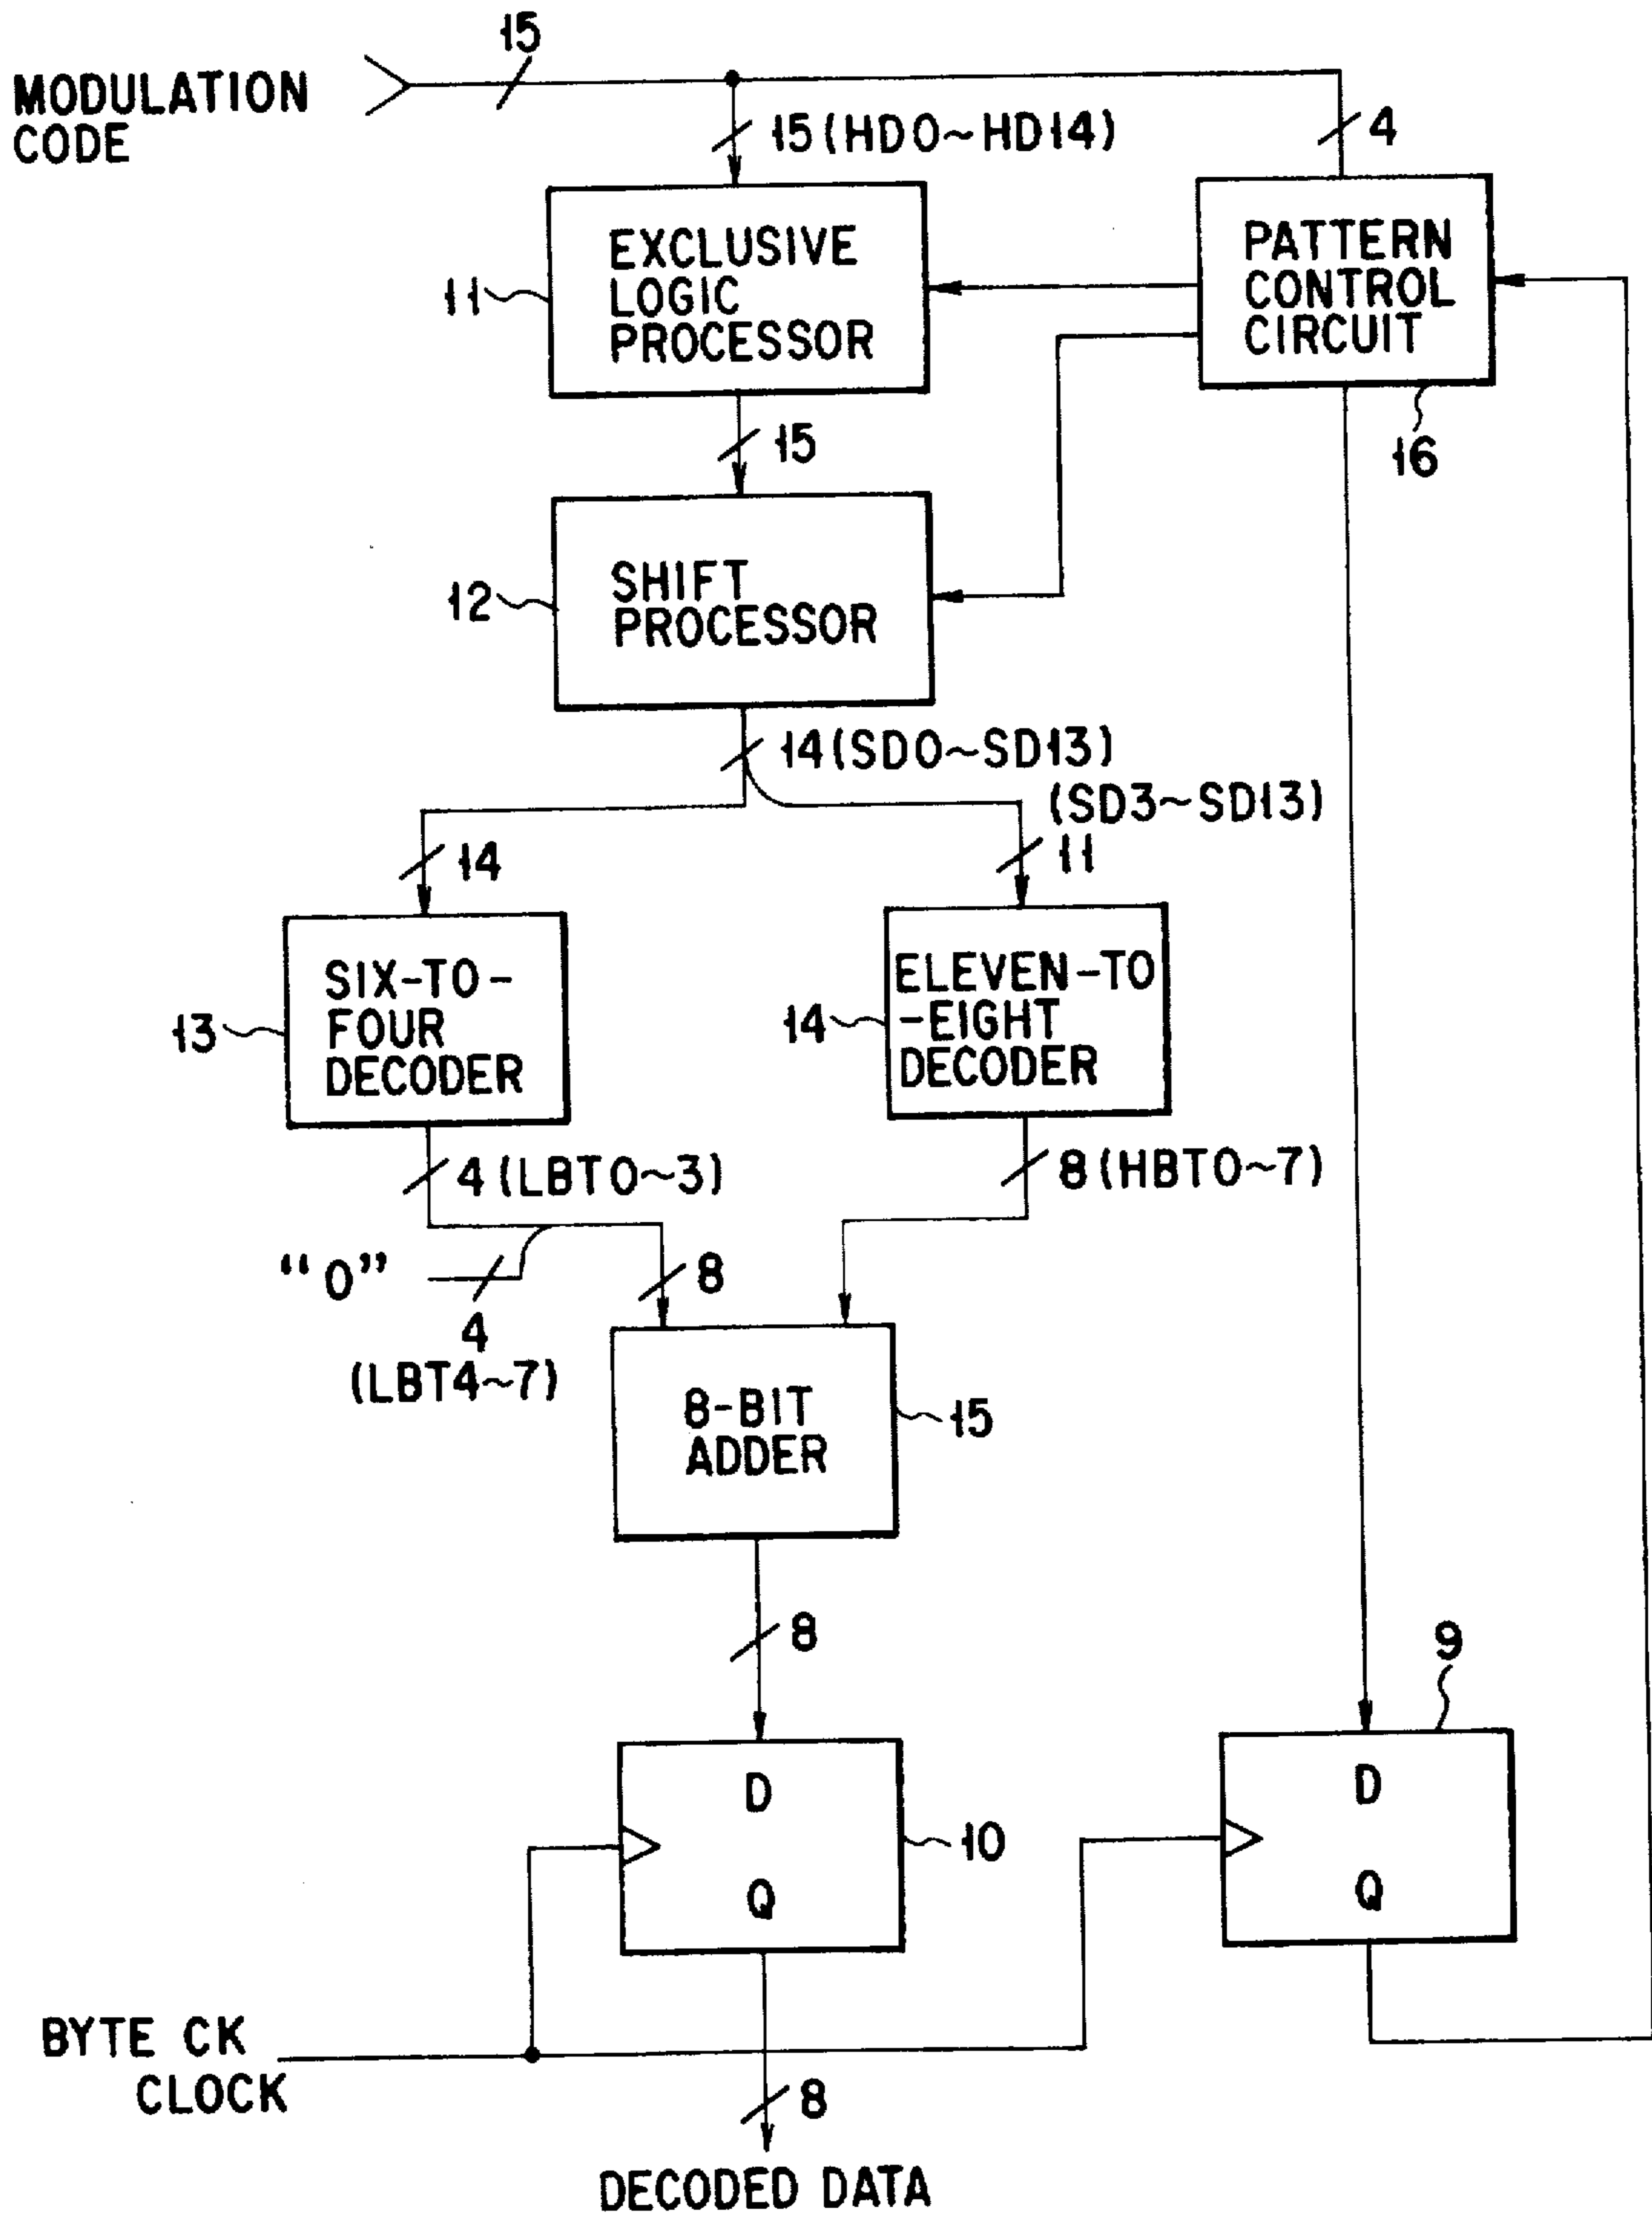 15
MODULATION
CODE
15 (HD0~HD14)
4
EXCLUSIVE
LOGIC
PROCESSOR
11
PATTERN
CONTROL
CIRCUIT
16
15
SHIFT
PROCESSOR
12
14 (SD0~SD13)
(SD3~SD13)
14
11
SIX-TO-
FOUR
DECODER
13
ELEVEN-TO
-EIGHT
DECODER
14
4 (LBT0~3)
8 (HBT0~7)
"0"
8
4
(LBT4~7)
8-BIT
ADDER
15
8
9
D
Q
10
D
Q
BYTE CK
CLOCK
8
DECODED DATA